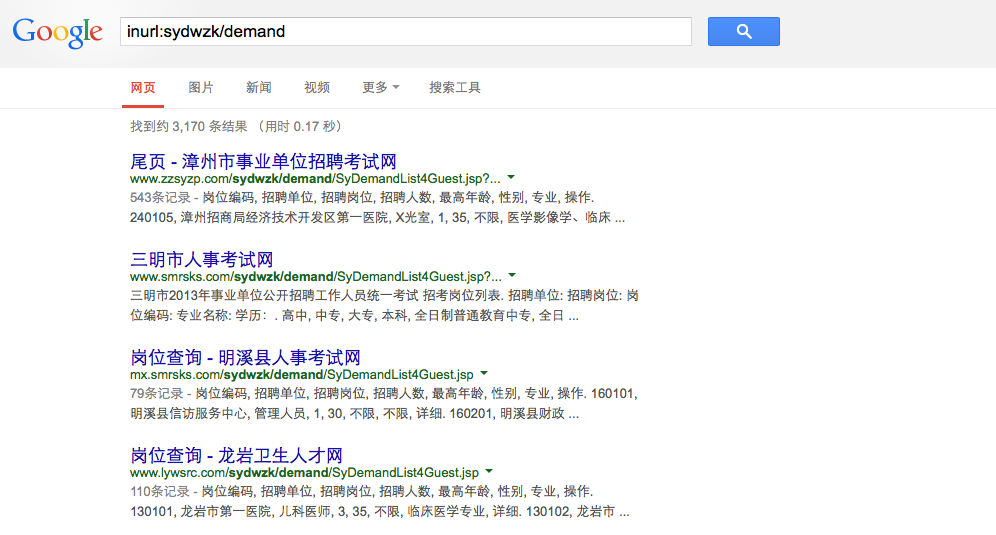 Google inurl:sydwzk/demand
网页 图片 新闻 视频 更多 搜索工具
找到约 3,170 条结果 （用时 0.17 秒）
尾页 - 漳州市事业单位招聘考试网
www.zzsyzp.com/sydwzk/demand/SyDemandList4Guest.jsp?...
543条记录 - 岗位编码, 招聘单位, 招聘岗位, 招聘人数, 最高年龄, 性别, 专业, 操作.
240105, 漳州招商局经济技术开发区第一医院, X光室, 1, 35, 不限, 医学影像学、临床 ...
三明市人事考试网
www.smrsks.com/sydwzk/demand/SyDemandList4Guest.jsp?...
三明市2013年事业单位公开招聘工作人员统一考试 招考岗位列表. 招聘单位: 招聘岗位: 岗
位编码: 专业名称: 学历: . 高中, 中专, 大专, 本科, 全日制普通教育中专, 全日 ...
岗位查询 - 明溪县人事考试网
mx.smrsks.com/sydwzk/demand/SyDemandList4Guest.jsp
79条记录 - 岗位编码, 招聘单位, 招聘岗位, 招聘人数, 最高年龄, 性别, 专业, 操作. 160101,
明溪县信访服务中心, 管理人员, 1, 30, 不限, 不限, 详细. 160201, 明溪县财政 ...
岗位查询 - 龙岩卫生人才网
www.lywsrc.com/sydwzk/demand/SyDemandList4Guest.jsp
110条记录 - 岗位编码, 招聘单位, 招聘岗位, 招聘人数, 最高年龄, 性别, 专业, 操作.
130101, 龙岩市第一医院, 儿科医师, 3, 35, 不限, 临床医学专业, 详细. 130102, 龙岩市 ...